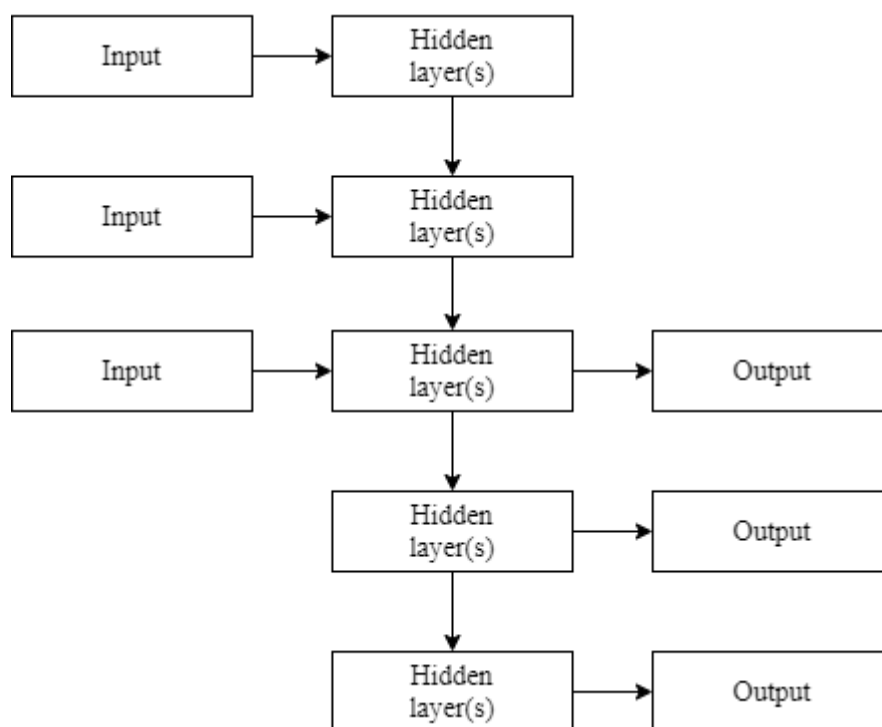 Input
Hidden
layer(s)
Input
Hidden
layer(s)
Input
Hidden
layer(s)
Output
Hidden
layer(s)
Output
Hidden
layer(s)
Output